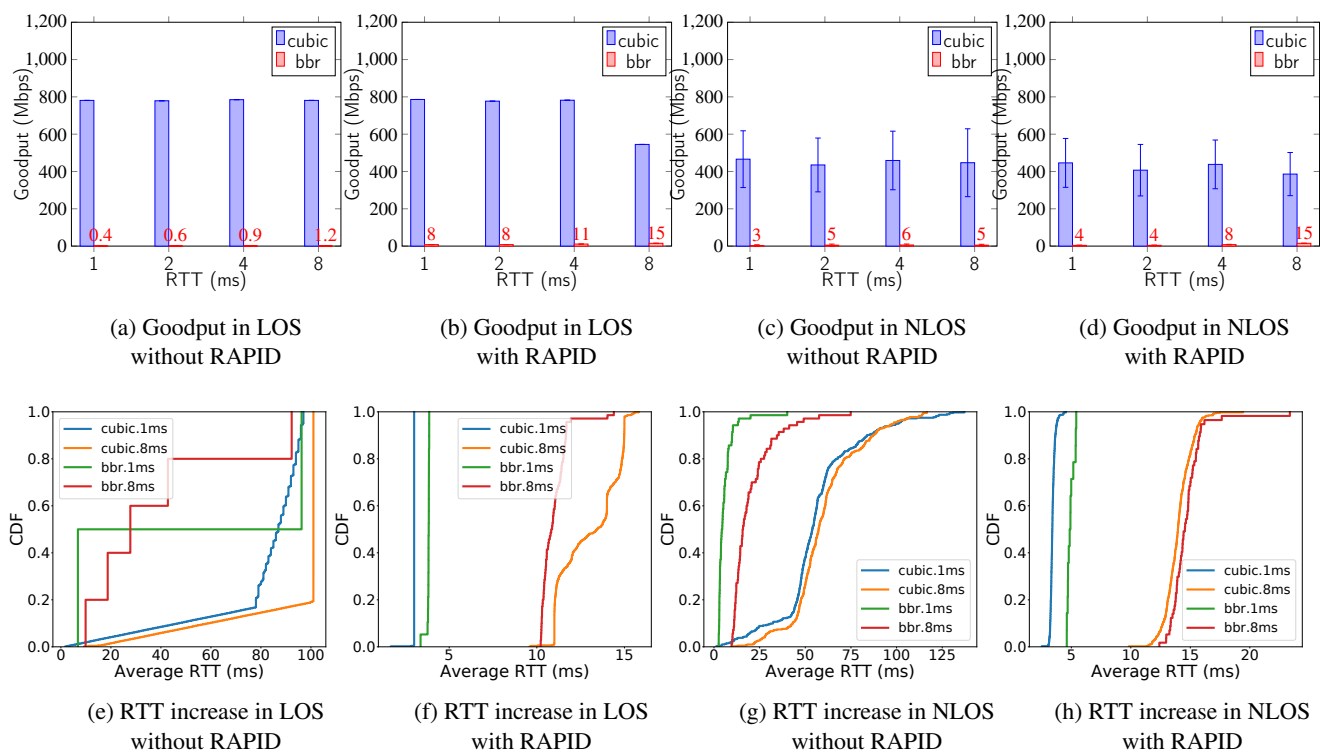 1,200
1,000
800
600
400
200
0
Goodput (Mbps)
cubic
bbr
0.4 0.6 0.9 1.2
1 2 4 8
RTT (ms)
(a) Goodput in LOS
without RAPID
1,200
1,000
800
600
400
200
0
Goodput (Mbps)
cubic
bbr
8 8 11 15
1 2 4 8
RTT (ms)
(b) Goodput in LOS
with RAPID
1,200
1,000
800
600
400
200
0
Goodput (Mbps)
cubic
bbr
3 5 6 5
1 2 4 8
RTT (ms)
(c) Goodput in NLOS
without RAPID
1,200
1,000
800
600
400
200
0
Goodput (Mbps)
cubic
bbr
4 4 8 15
1 2 4 8
RTT (ms)
(d) Goodput in NLOS
with RAPID
1.0
0.8
0.6
0.4
0.2
0.0
CDF
cubic.1ms
cubic.8ms
bbr.1ms
bbr.8ms
0 20 40 60 80 100
Average RTT (ms)
(e) RTT increase in LOS
without RAPID
1.0
0.8
0.6
0.4
0.2
0.0
CDF
cubic.1ms
cubic.8ms
bbr.1ms
bbr.8ms
5 10 15
Average RTT (ms)
(f) RTT increase in LOS
with RAPID
1.0
0.8
0.6
0.4
0.2
0.0
CDF
cubic.1ms
cubic.8ms
bbr.1ms
bbr.8ms
0 25 50 75 100 125
Average RTT (ms)
(g) RTT increase in NLOS
without RAPID
1.0
0.8
0.6
0.4
0.2
0.0
CDF
cubic.1ms
cubic.8ms
bbr.1ms
bbr.8ms
5 10 15 20
Average RTT (ms)
(h) RTT increase in NLOS
with RAPID